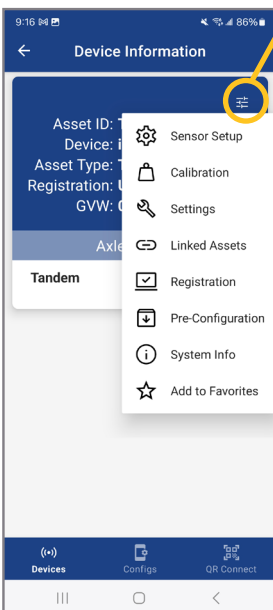 9:16 86%
Device Information
Asset ID:
Device:
Asset Type:
Registration:
GVW:
Sensor Setup
Calibration
Settings
Linked Assets
Registration
Pre-Configuration
System Info
Add to Favorites
Tandem
Devices Configs QR Connect